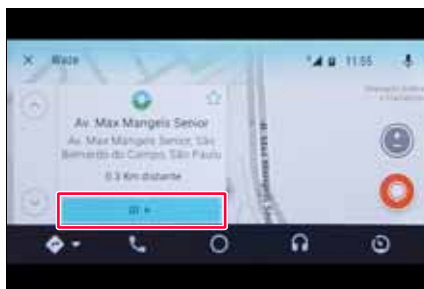 Waze
11:55
Av. Max Mangels Senior
Av. Max Mangels Senior, São
Bernardo do Campo, São Paulo
0.3 Km distante
IR